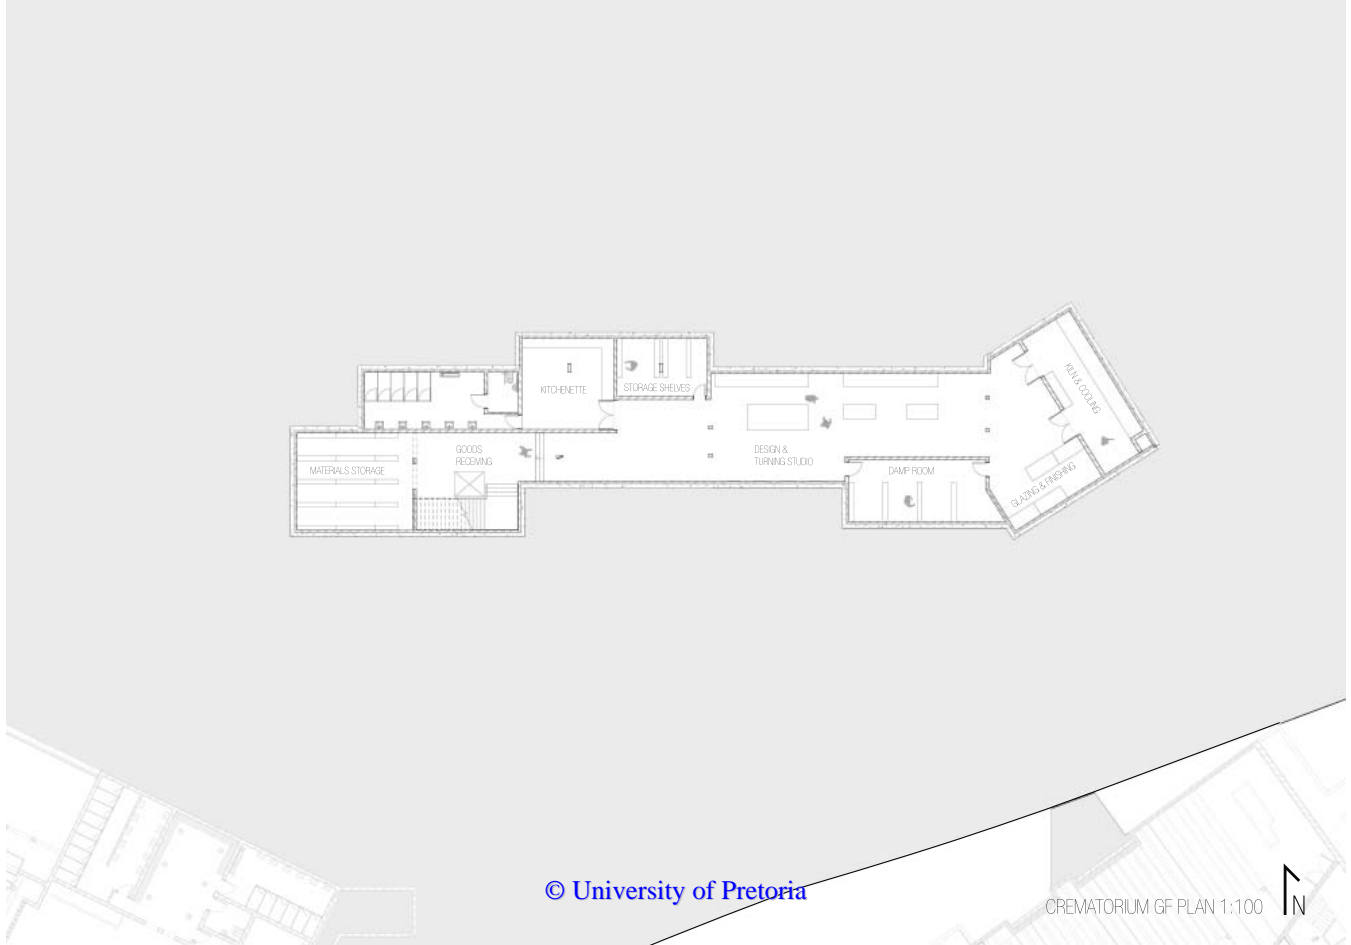 KITCHENETTE
STORAGE SHELVES
KILN & COOLING
GOODS
RECEIVING
MATERIALS STORAGE
DESIGN &
TURNING STUDIO
DAMP ROOM
GLAZING & FINISHING
© University of Pretoria
CREMATORIUM GF PLAN 1:100
N